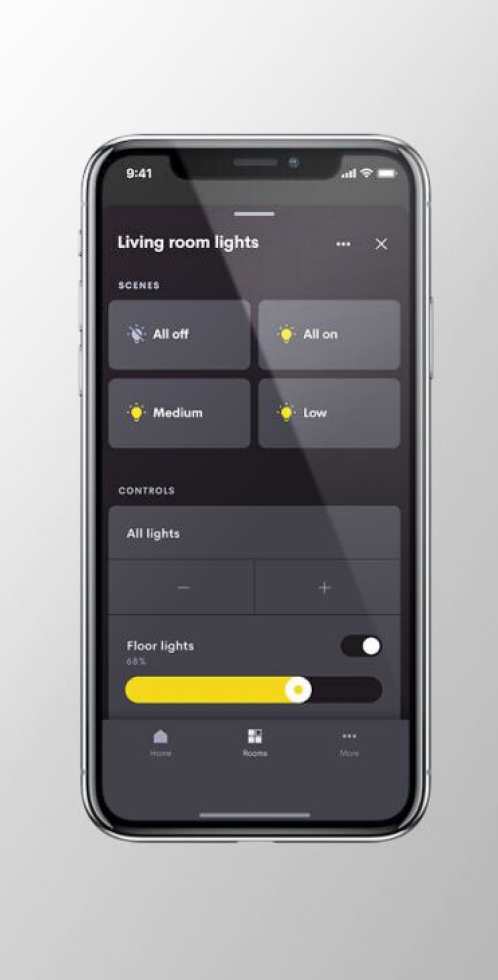 9:41
Living room lights
SCENES
All off
All on
Medium
Low
CONTROLS
All lights
Floor lights
68%
Home
Rooms
More